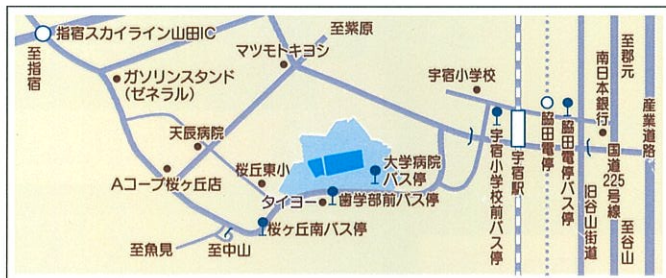 指宿スカイライン山田IC
至指宿
至紫原
マツモトキヨシ
ガソリンスタンド
(ゼネラル)
天辰病院
Aコープ桜ヶ丘店
桜丘東小
タイヨー
大学病院
バス停
歯学部前バス停
桜ヶ丘南バス停
至魚見
至中山
宇宿小学校
宇宿小学校前バス停
宇宿駅
脇田電停
脇田電停バス停
旧谷山街道
南日本銀行
国道225号線
至郡元
至谷山
産業道路